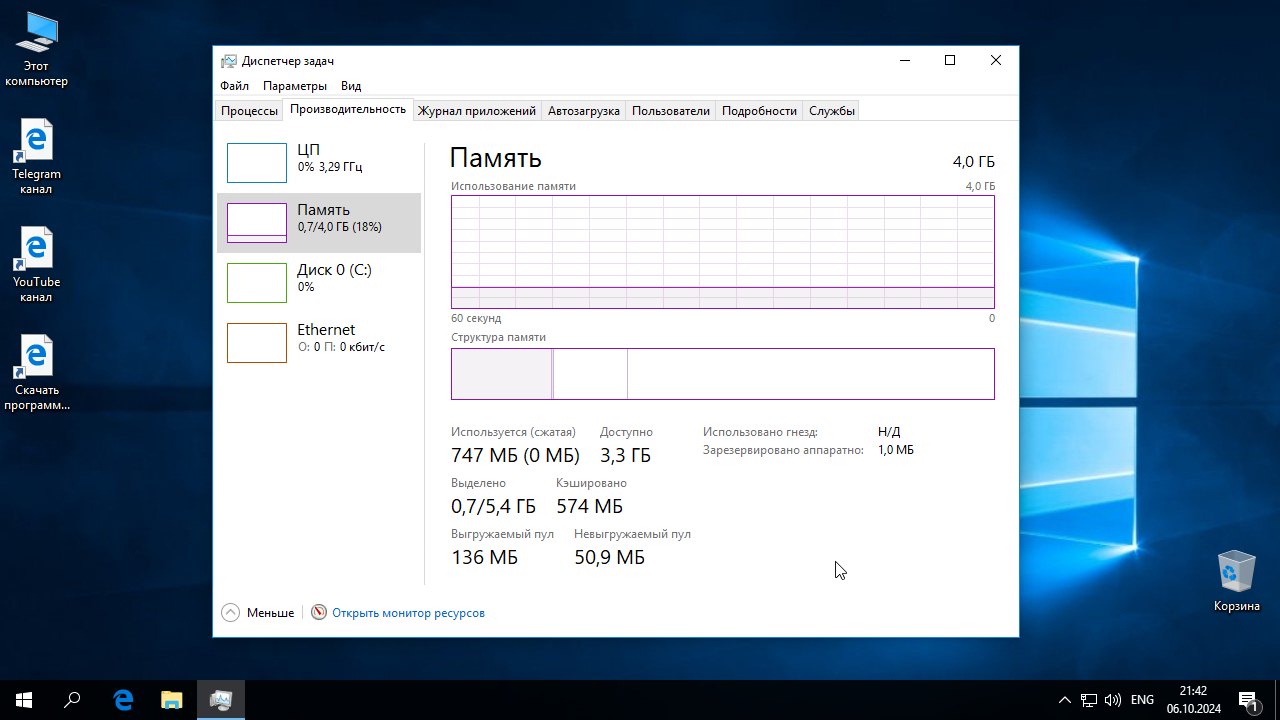 Этот
компьютер
Telegram
канал
YouTube
канал
Скачать
программ...
Диспетчер задач
Файл Параметры Вид
Процессы Производительность Журнал приложений Автозагрузка Пользователи Подробности Службы
ЦП
0% 3,29 ГГц
Память
0,7/4,0 ГБ (18%)
Диск 0 (C:)
0%
Ethernet
О: 0 П: 0 кбит/с
Память 4,0 ГБ
Использование памяти 4,0 ГБ
60 секунд 0
Структура памяти
Используется (сжатая) Доступно
747 МБ (0 МБ) 3,3 ГБ
Выделено Кэшировано
0,7/5,4 ГБ 574 МБ
Выгружаемый пул Невыгружаемый пул
136 МБ 50,9 МБ
Использовано гнезд: Н/Д
Зарезервировано аппаратно: 1,0 МБ
Меньше Открыть монитор ресурсов
Корзина
ENG
21:42
06.10.2024
1